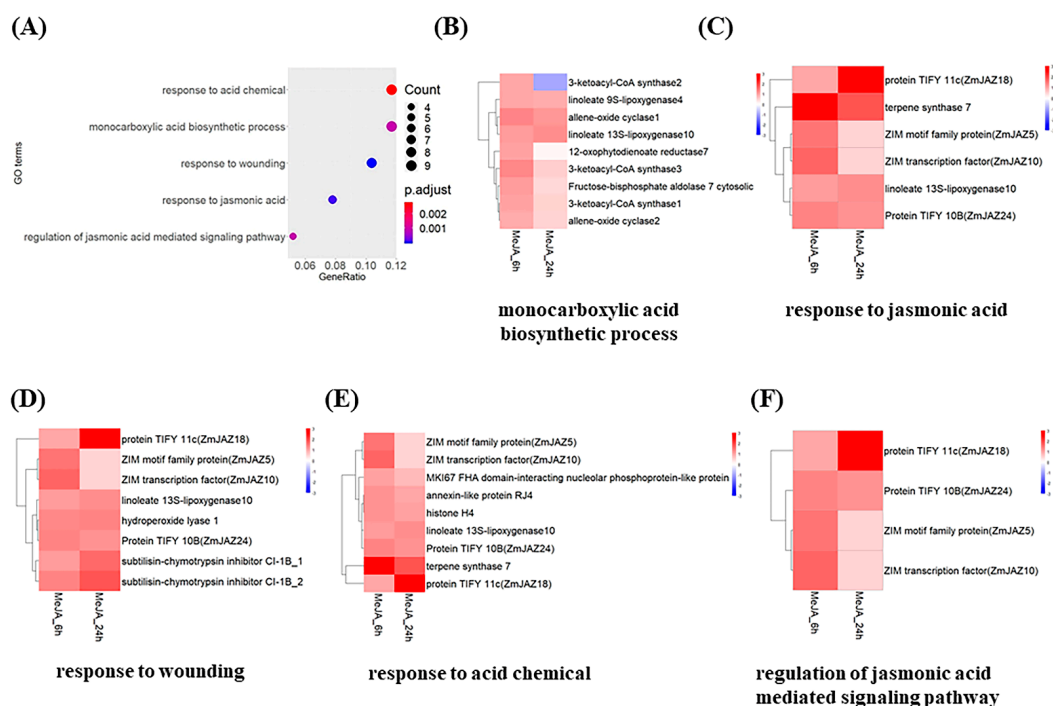 (A)
response to acid chemical
monocarboxylic acid biosynthetic process
response to wounding
response to jasmonic acid
regulation of jasmonic acid mediated signaling pathway
GO terms
0.06 0.08 0.10 0.12
GeneRatio
Count
4
5
6
7
8
9
p.adjust
0.002
0.001
(B)
3-ketoacyl-CoA synthase2
linoleate 9S-lipoxygenase4
allene-oxide cyclase1
linoleate 13S-lipoxygenase10
12-oxophytodienoate reductase7
3-ketoacyl-CoA synthase3
Fructose-bisphosphate aldolase 7 cytosolic
3-ketoacyl-CoA synthase1
allene-oxide cyclase2
MeJA_6h
MeJA_24h
monocarboxylic acid
biosynthetic process
(C)
protein TIFY 11c(ZmJAZ18)
terpene synthase 7
ZIM motif family protein(ZmJAZ5)
ZIM transcription factor(ZmJAZ10)
linoleate 13S-lipoxygenase10
Protein TIFY 10B(ZmJAZ24)
MeJA_6h
MeJA_24h
response to jasmonic acid
(D)
protein TIFY 11c(ZmJAZ18)
ZIM motif family protein(ZmJAZ5)
ZIM transcription factor(ZmJAZ10)
linoleate 13S-lipoxygenase10
hydroperoxide lyase 1
Protein TIFY 10B(ZmJAZ24)
subtilisin-chymotrypsin inhibitor CI-1B_1
subtilisin-chymotrypsin inhibitor CI-1B_2
MeJA_6h
MeJA_24h
response to wounding
(E)
ZIM motif family protein(ZmJAZ5)
ZIM transcription factor(ZmJAZ10)
MKI67 FHA domain-interacting nucleolar phosphoprotein-like protein
annexin-like protein RJ4
histone H4
linoleate 13S-lipoxygenase10
Protein TIFY 10B(ZmJAZ24)
terpene synthase 7
protein TIFY 11c(ZmJAZ18)
MeJA_6h
MeJA_24h
response to acid chemical
(F)
protein TIFY 11c(ZmJAZ18)
Protein TIFY 10B(ZmJAZ24)
ZIM motif family protein(ZmJAZ5)
ZIM transcription factor(ZmJAZ10)
MeJA_6h
MeJA_24h
regulation of jasmonic acid
mediated signaling pathway